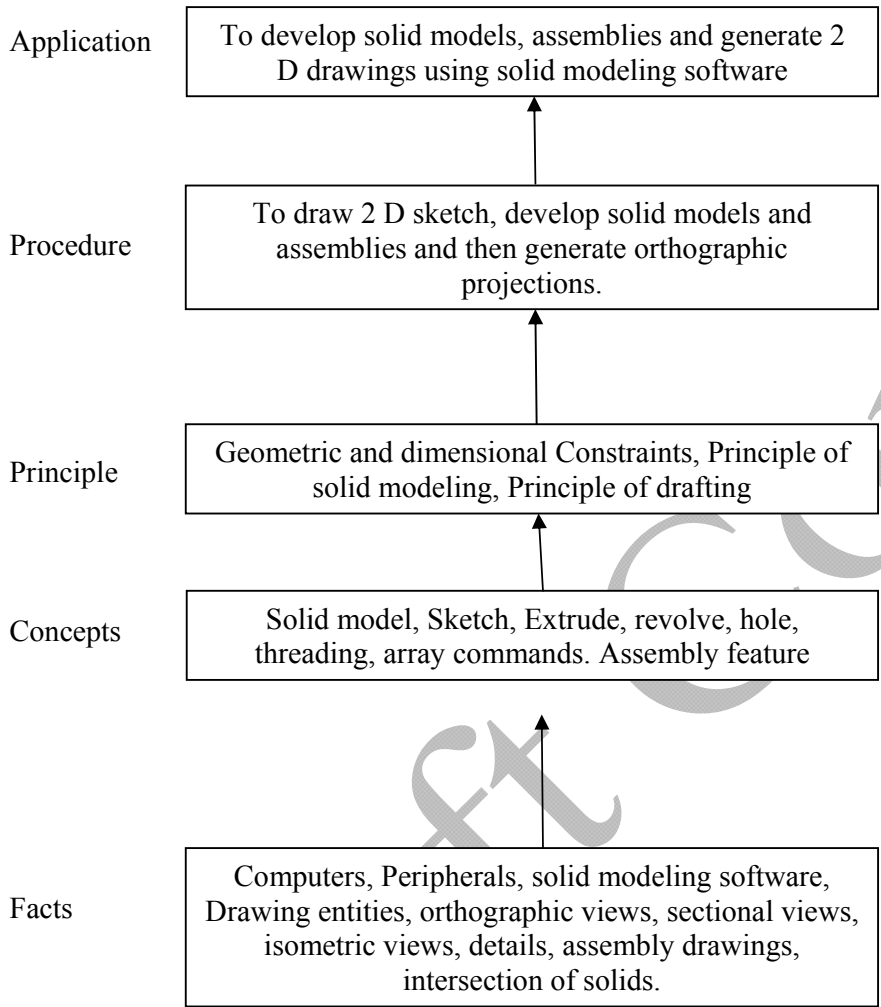 Application
To develop solid models, assemblies and generate 2
D drawings using solid modeling software
Procedure
To draw 2 D sketch, develop solid models and
assemblies and then generate orthographic
projections.
Principle
Geometric and dimensional Constraints, Principle of
solid modeling, Principle of drafting
Concepts
Solid model, Sketch, Extrude, revolve, hole,
threading, array commands. Assembly feature
Facts
Computers, Peripherals, solid modeling software,
Drawing entities, orthographic views, sectional views,
isometric views, details, assembly drawings,
intersection of solids.